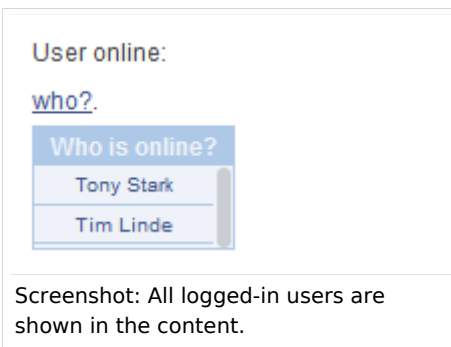 User online:
who?.
Who is online?
Tony Stark
Tim Linde
Screenshot: All logged-in users are
shown in the content.